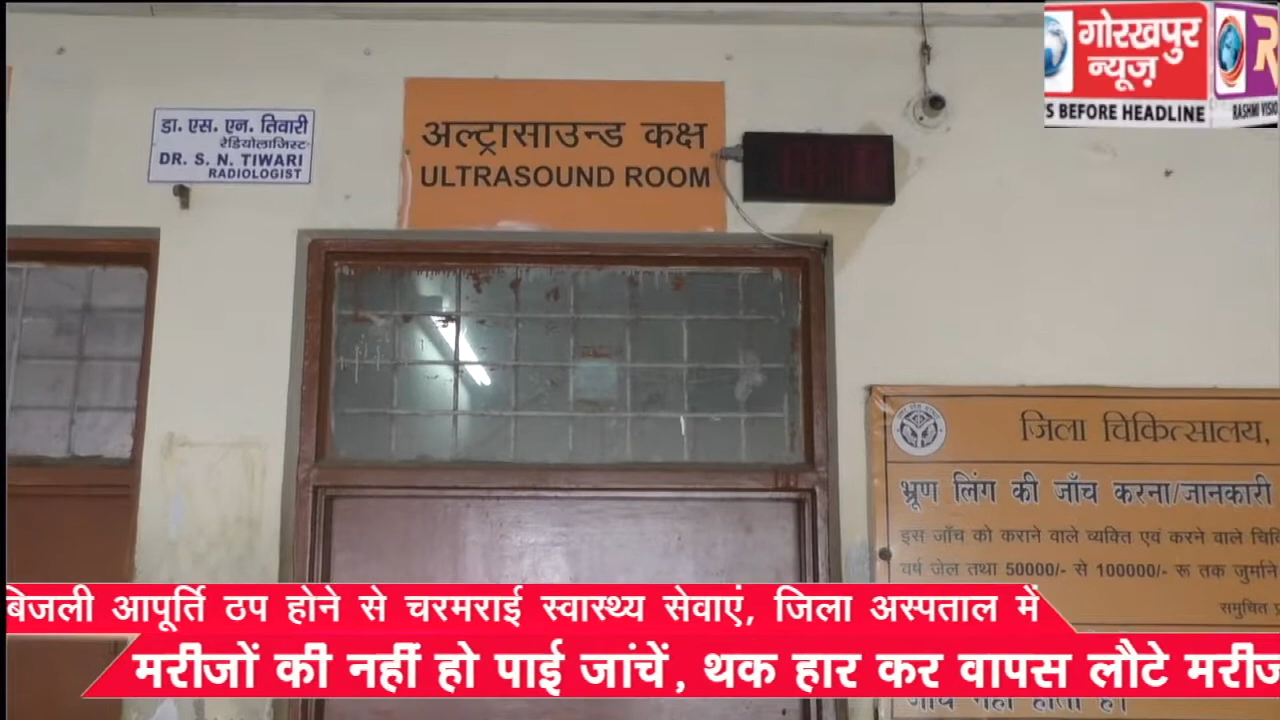 गोरखपुर
न्यूज़
S BEFORE HEADLINE
RASHMI VISIO
डा. एस. एन. तिवारी
रेडियोलाजिस्ट
DR. S. N. TIWARI
RADIOLOGIST
अल्ट्रासाउन्ड कक्ष
ULTRASOUND ROOM
जिला चिकित्सालय,
भ्रूण लिंग की जाँच करना/जानकारी
इस जाँच को कराने वाले व्यक्ति एवं करने वाले
वर्ष जेल तथा 50000/- से 100000/- रू तक जुर्माने
समुचित
बिजली आपूर्ति ठप होने से चरमराई स्वास्थ्य सेवाएं, जिला अस्पताल में
मरीजों की नहीं हो पाई जांचें, थक हार कर वापस लौटे मरीज